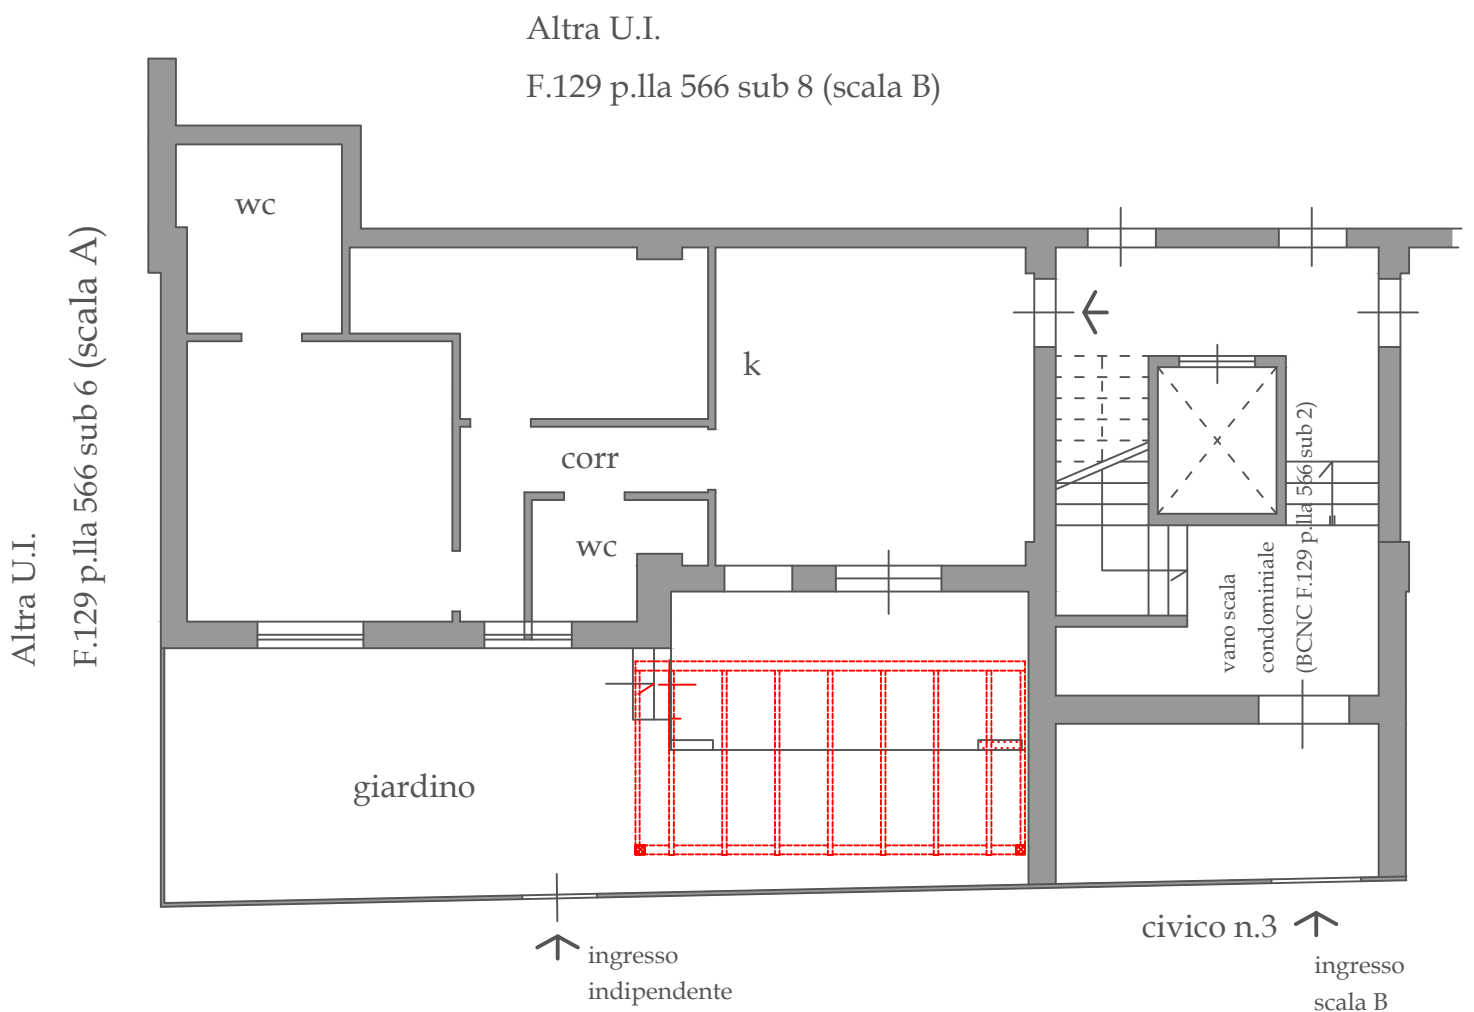 Altra U.I.
F.129 p.lla 566 sub 8 (scala B)
wc
Altra U.I.
F.129 p.lla 566 sub 6 (scala A)
k
corr
wc
vano scala
condominiale
(BCNC F.129 p.lla 566 sub 2)
giardino
civico n.3
ingresso
indipendente
ingresso
scala B